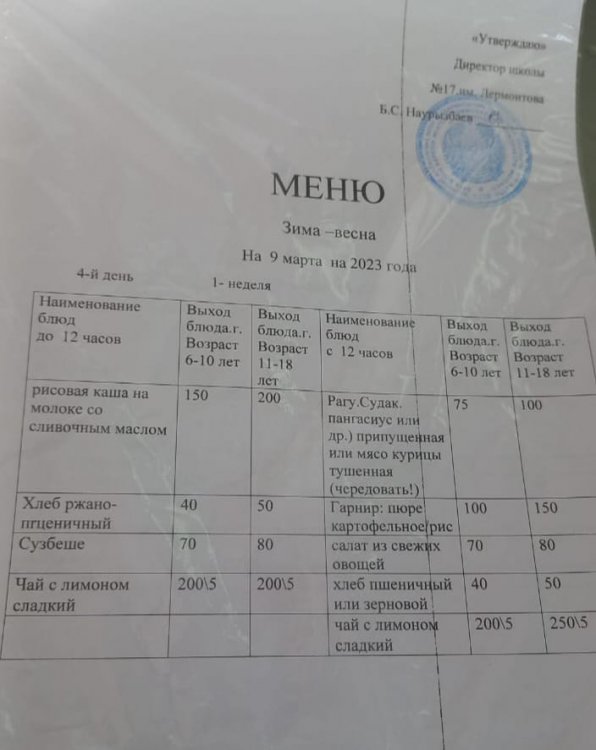 «Утверждаю»
Директор школы
№17 им. Лермонтова
Б.С. Наурызбаев
МЕНЮ
Зима –весна
На 9 марта на 2023 года
4-й день
1- неделя
Наименование
блюд
до 12 часов
Выход
блюда.г.
Возраст
6-10 лет
Выход
блюда.г.
Возраст
11-18
лет
Наименование
блюд
с 12 часов
Выход
блюда.г.
Возраст
6-10 лет
Выход
блюда.г.
Возраст
11-18 лет
рисовая каша на
молоке со
сливочным маслом
150
200
Рагу.Судак.
пангасиус или
др.) припущенная
или мясо курицы
тушенная
(чередовать!)
75
100
Хлеб ржано-
пгценичный
40
50
Гарнир: пюре
картофельное/рис
100
150
Сузбеше
70
80
салат из свежих
овощей
70
80
Чай с лимоном
сладкий
200\5
200\5
хлеб пшеничный
или зерновой
40
50
чай с лимоном
сладкий
200\5
250\5